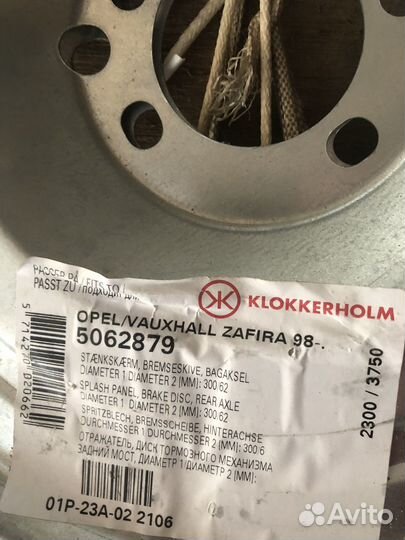 PASSER PÅ / FITS TO /
PASST ZU / ПОДХОДИТ ДЛЯ
KLOKKERHOLM
OPEL/VAUXHALL ZAFIRA 98-.
5062879
STÆNKSKÆRM, BREMSESKIVE, BAGAKSEL
DIAMETER 1/DIAMETER 2 [MM]: 300/62
SPLASH PANEL, BRAKE DISC, REAR AXLE
DIAMETER 1/DIAMETER 2 [MM]: 300/62
SPRITZBLECH, BREMSSCHEIBE, HINTERACHSE
DURCHMESSER 1/DURCHMESSER 2 [MM]: 300/6
ОТРАЖАТЕЛЬ, ДИСК ТОРМОЗНОГО МЕХАНИЗМА
ЗАДНИЙ МОСТ, ДИАМЕТР 1/ДИАМЕТР 2 [MM]:
01P-23A-02 2106
2300 / 3750
Avito